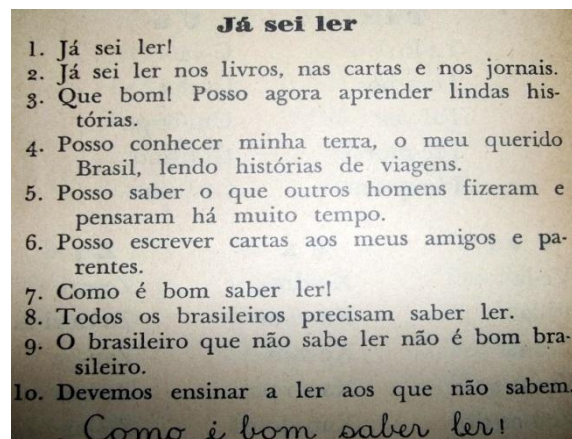 Já sei ler
1. Já sei ler!
2. Já sei ler nos livros, nas cartas e nos jornais.
3. Que bom! Posso agora aprender lindas his-
tórias.
4. Posso conhecer minha terra, o meu querido
Brasil, lendo histórias de viagens.
5. Posso saber o que outros homens fizeram e
pensaram há muito tempo.
6. Posso escrever cartas aos meus amigos e pa-
rentes.
7. Como é bom saber ler!
8. Todos os brasileiros precisam saber ler.
9. O brasileiro que não sabe ler não é bom bra-
sileiro.
10. Devemos ensinar a ler aos que não sabem.
Como é bom saber ler!